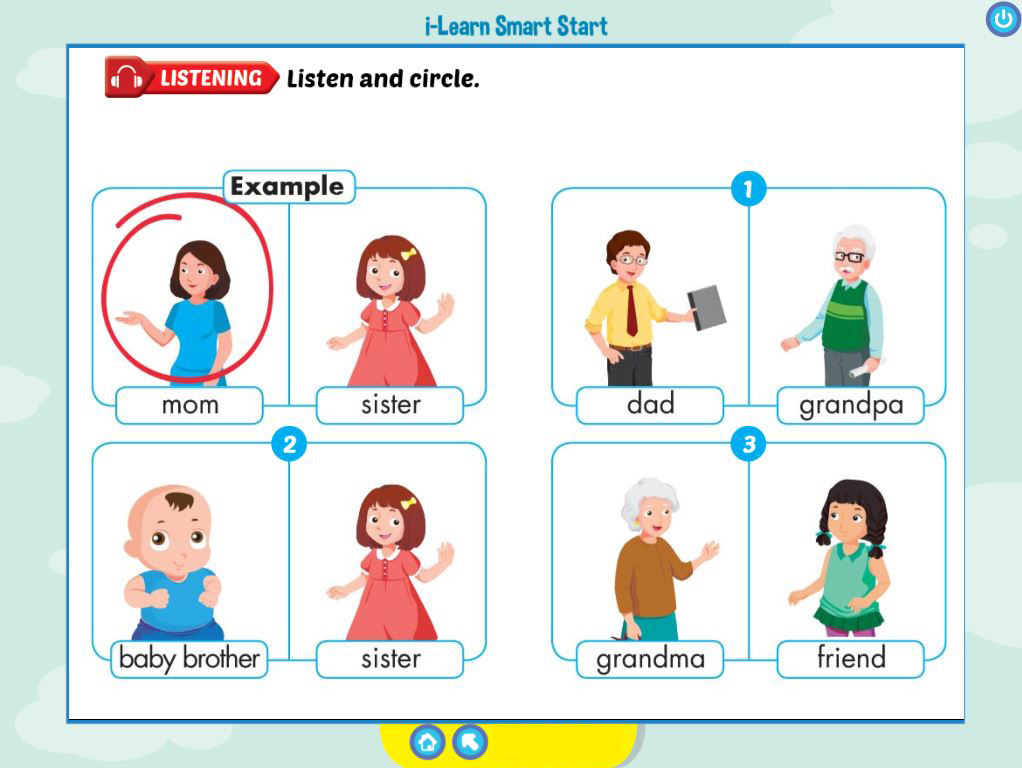 i-Learn Smart Start
LISTENING Listen and circle.
Example
mom
sister
1
dad
grandpa
2
baby brother
sister
3
grandma
friend